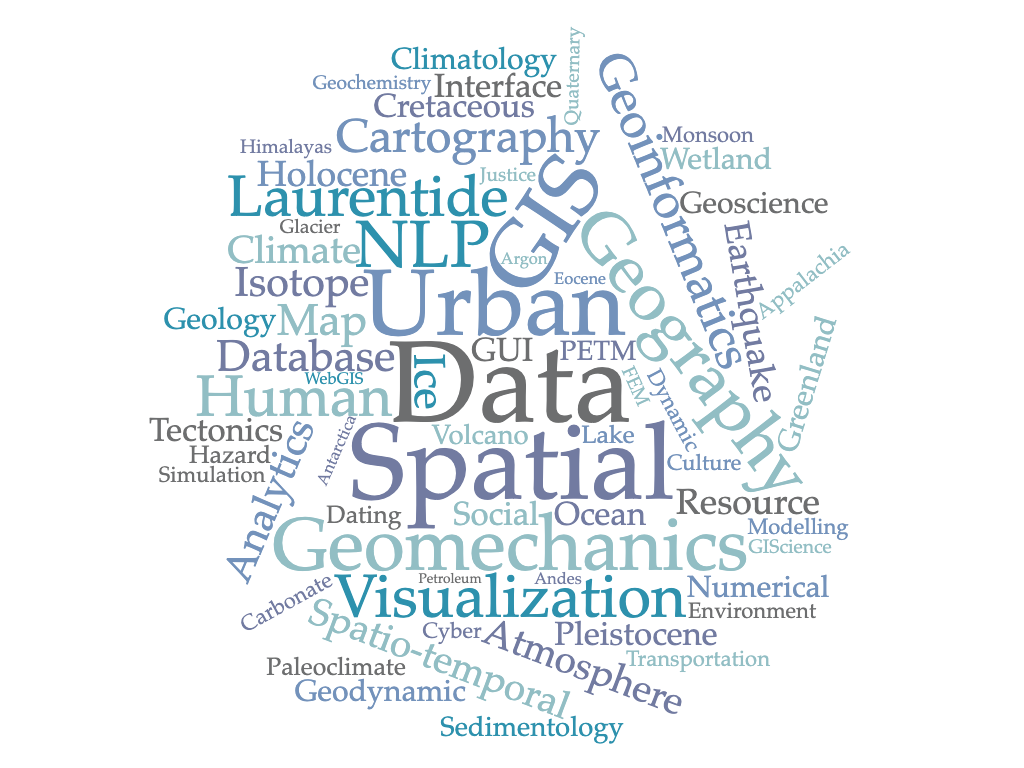 Quaternary
Climatology
Geochemistry
Interface
Cretaceous
Geoinformatics
Cartography
Monsoon
Himalayas
Wetland
Holocene
Justice
GIS
Laurentide
Geoscience
Glacier
Geography
Climate
NLP
Earthquake
Argon
Appalachia
Isotope
Urban
Eocene
Geology
Map
Greenland
Database
Ice
Data
GUI
PETM
WebGIS
FEM
Dynamic
Human
Tectonics
Antarctica
Volcano
Lake
Hazard
Analytics
Spatial
Culture
Simulation
Resource
Dating
Social
Ocean
Modelling
Geomechanics
GIScience
Petroleum
Andes
Carbonate
Visualization
Numerical
Environment
Spatio-temporal
Cyber
Atmosphere
Pleistocene
Paleoclimate
Transportation
Geodynamic
Sedimentology